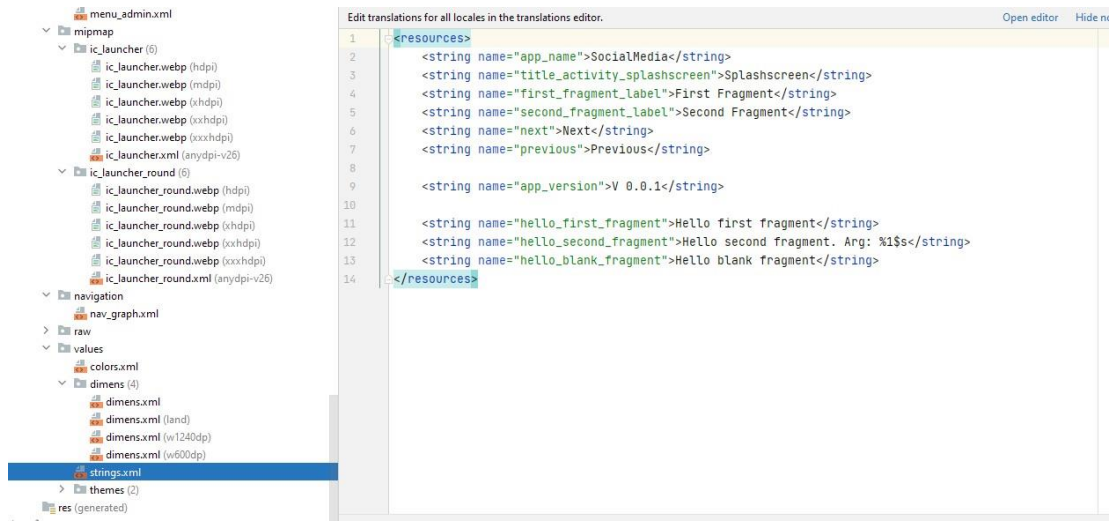 menu_admin.xml
mipmap
ic_launcher (6)
ic_launcher.webp (hdpi)
ic_launcher.webp (mdpi)
ic_launcher.webp (xhdpi)
ic_launcher.webp (xxhdpi)
ic_launcher.webp (xxxhdpi)
ic_launcher.xml (anydpi-v26)
ic_launcher_round (6)
ic_launcher_round.webp (hdpi)
ic_launcher_round.webp (mdpi)
ic_launcher_round.webp (xhdpi)
ic_launcher_round.webp (xxhdpi)
ic_launcher_round.webp (xxxhdpi)
ic_launcher_round.xml (anydpi-v26)
navigation
nav_graph.xml
raw
values
colors.xml
dimens (4)
dimens.xml
dimens.xml (land)
dimens.xml (w1240dp)
dimens.xml (w600dp)
strings.xml
themes (2)
res (generated)
Edit translations for all locales in the translations editor. Open editor Hide
1 <resources>
2 <string name="app_name">SocialMedia</string>
3 <string name="title_activity_splashscreen">Splashscreen</string>
4 <string name="first_fragment_label">First Fragment</string>
5 <string name="second_fragment_label">Second Fragment</string>
6 <string name="next">Next</string>
7 <string name="previous">Previous</string>
8
9 <string name="app_version">V 0.0.1</string>
10
11 <string name="hello_first_fragment">Hello first fragment</string>
12 <string name="hello_second_fragment">Hello second fragment. Arg: %1$s</string>
13 <string name="hello_blank_fragment">Hello blank fragment</string>
14 </resources>